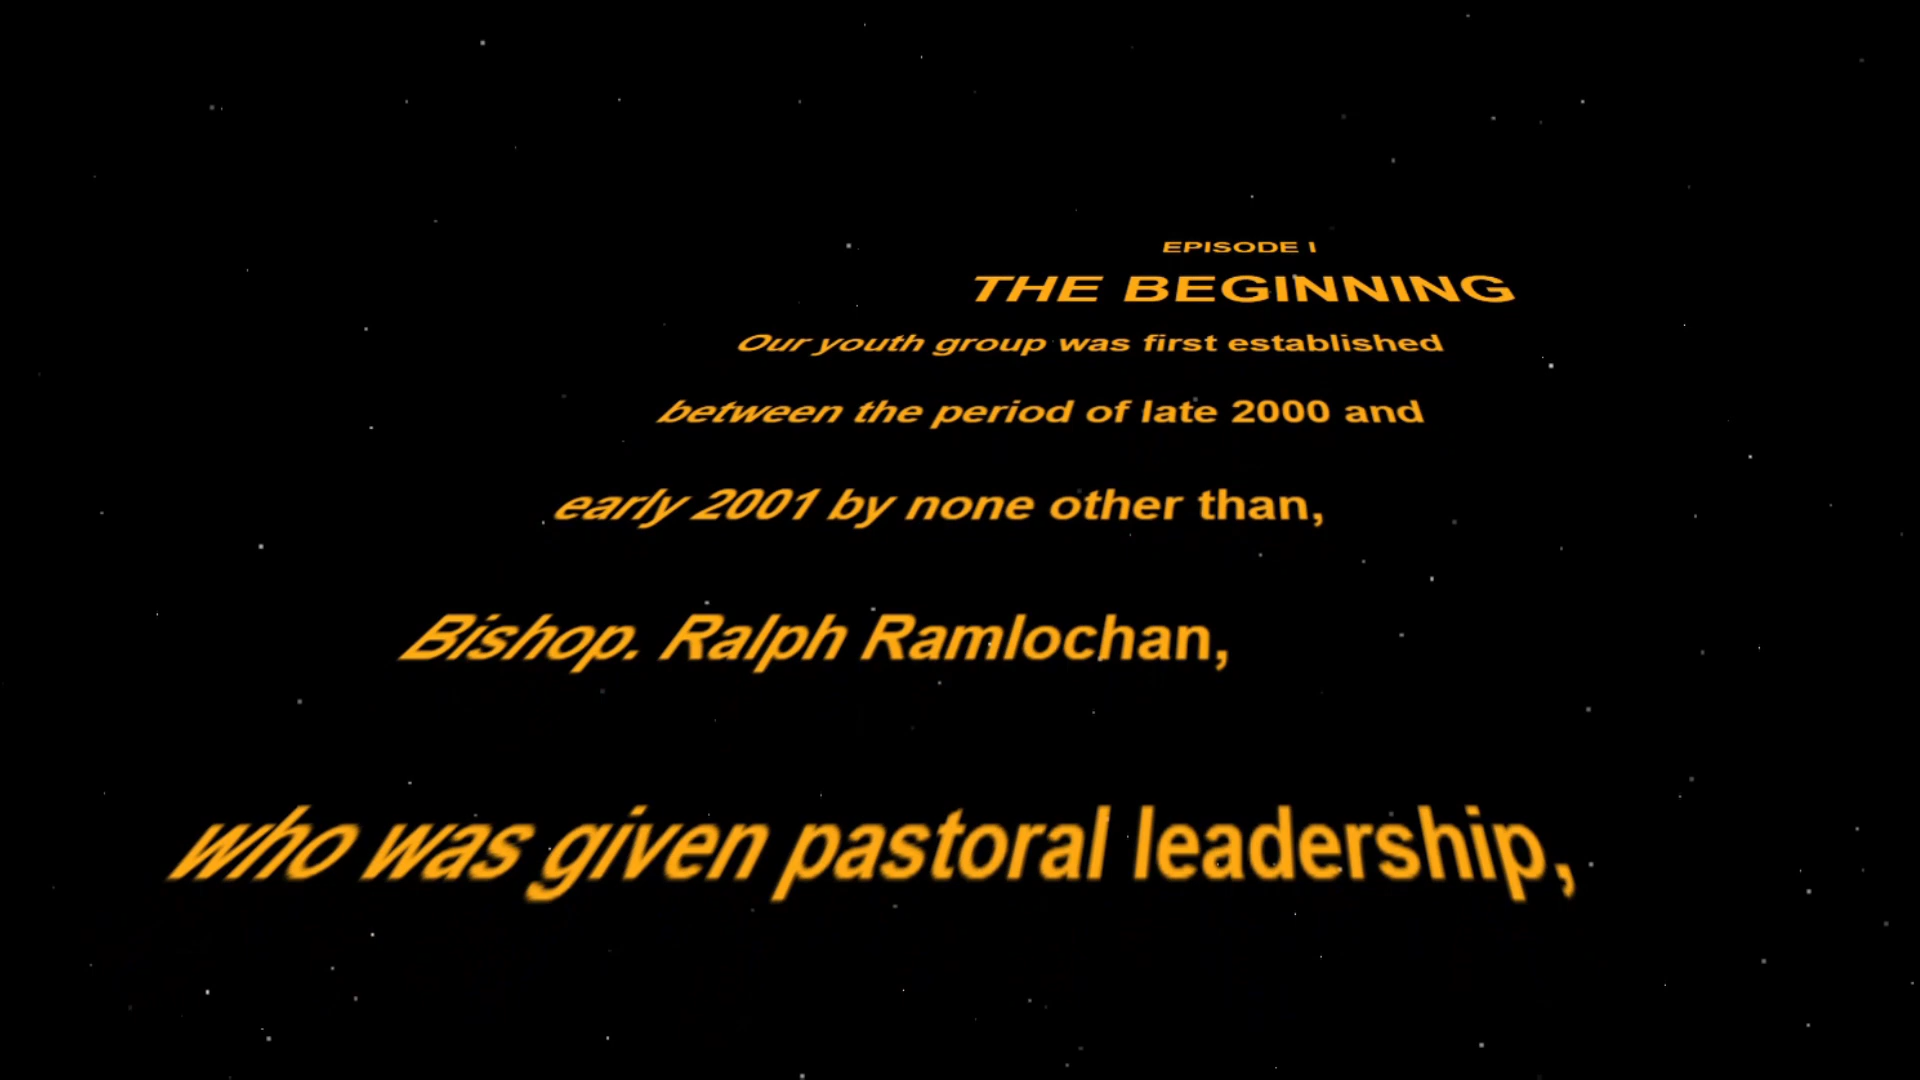 EPISODE I
THE BEGINNING
Our youth group was first established
between the period of late 2000 and
early 2001 by none other than,
Bishop. Ralph Ramlochan,
who was given pastoral leadership,